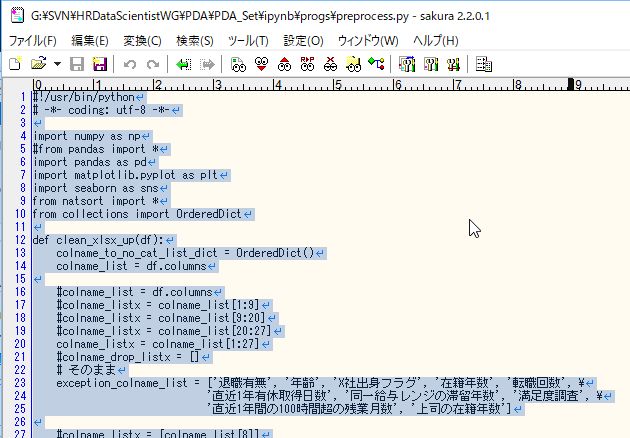 G:¥SVN¥HRDataScientistWG¥PDA¥PDA_Set¥ipynb¥progs¥preprocess.py - sakura 2.2.0.1
ファイル(F) 編集(E) 変換(C) 検索(S) ツール(T) 設定(O) ウィンドウ(W) ヘルプ(H)
0 1 2 3 4 5 6 7 8 9
1 #!/usr/bin/python↵
2 # -*- coding: utf-8 -*-↵
3 ↵
4 import numpy as np↵
5 #from pandas import *↵
6 import pandas as pd↵
7 import matplotlib.pyplot as plt↵
8 import seaborn as sns↵
9 from natsort import *↵
10 from collections import OrderedDict↵
11 ↵
12 def clean_xlsx_up(df):↵
13     colname_to_no_cat_list_dict = OrderedDict()↵
14     colname_list = df.columns↵
15 ↵
16     #colname_list = df.columns↵
17     #colname_listx = colname_list[1:9]↵
18     #colname_listx = colname_list[9:20]↵
19     #colname_listx = colname_list[20:27]↵
20     colname_listx = colname_list[1:27]↵
21     #colname_drop_listx = []↵
22     # そのまま↵
23     exception_colname_list = ['退職有無', '年齢', 'X社出身フラグ', '在籍年数', '転職回数', ¥↵
24                               '直近1年有休取得日数', '同一給与レンジの滞留年数', '満足度調査', ¥↵
25                               '直近1年間の100時間超の残業月数', '上司の在籍年数']↵
26 ↵
27     #colname_listx = [colname_list[8]]↵